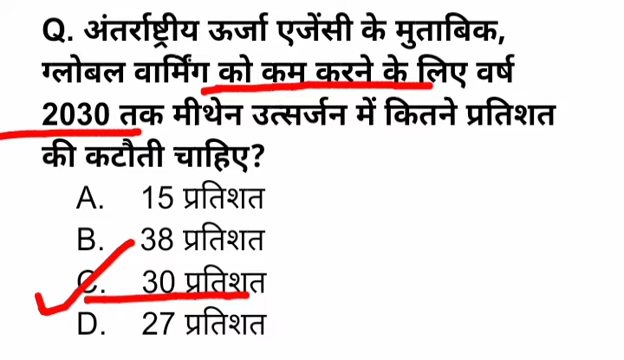 Q. अंतर्राष्ट्रीय ऊर्जा एजेंसी के मुताबिक,
ग्लोबल वार्मिंग को कम करने के लिए वर्ष
2030 तक मीथेन उत्सर्जन में कितने प्रतिशत
की कटौती चाहिए?
A. 15 प्रतिशत
B. 38 प्रतिशत
C. 30 प्रतिशत
D. 27 प्रतिशत